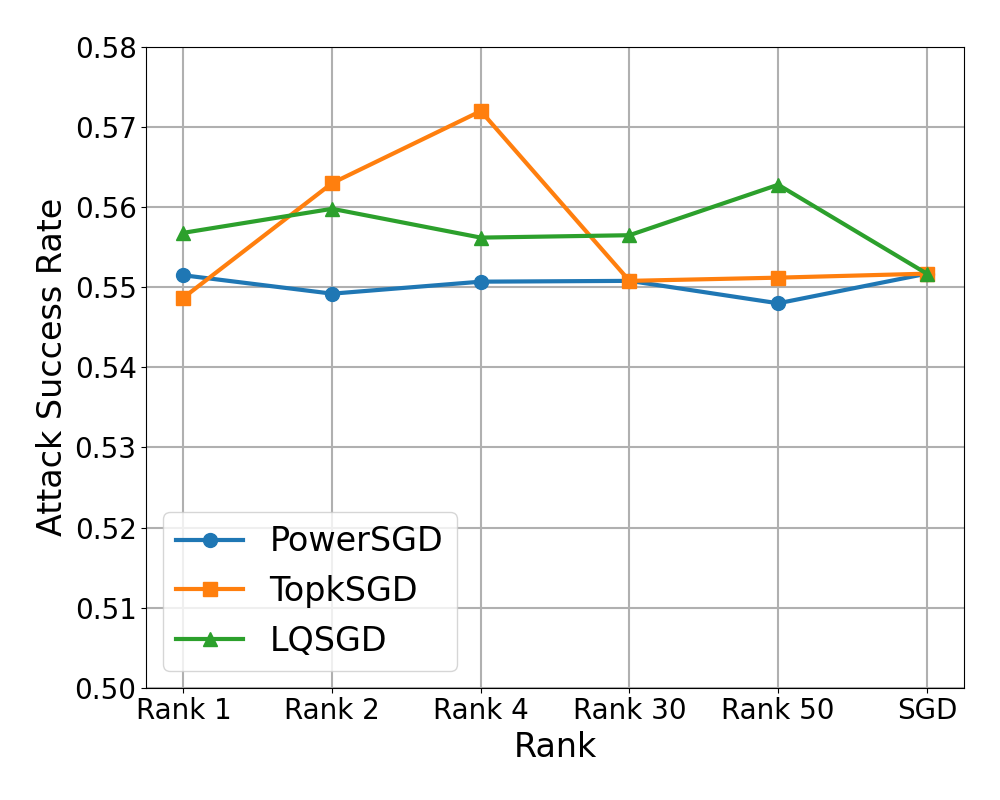 0.58
0.57
0.56
0.55
0.54
0.53
0.52
0.51
0.50
Attack Success Rate
PowerSGD
TopkSGD
LQSGD
Rank 1 Rank 2 Rank 4 Rank 30 Rank 50 SGD
Rank